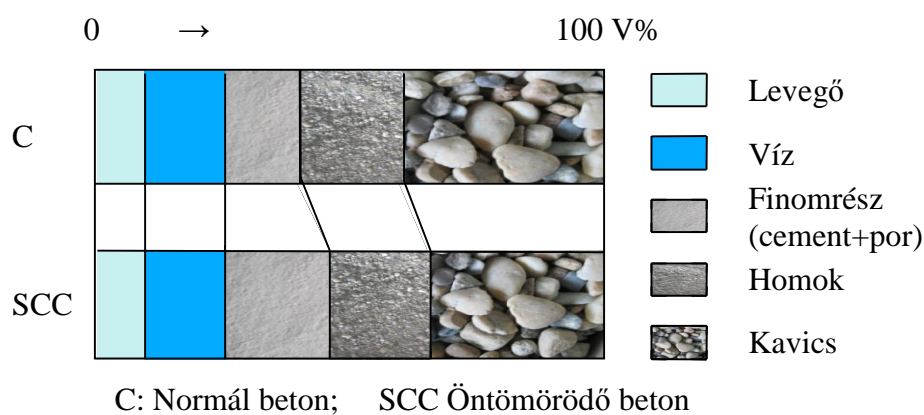 0 → 100 V%
C
SCC
Levegő
Víz
Finomrész
(cement+por)
Homok
Kavics
C: Normál beton; SCC Öntömörödő beton